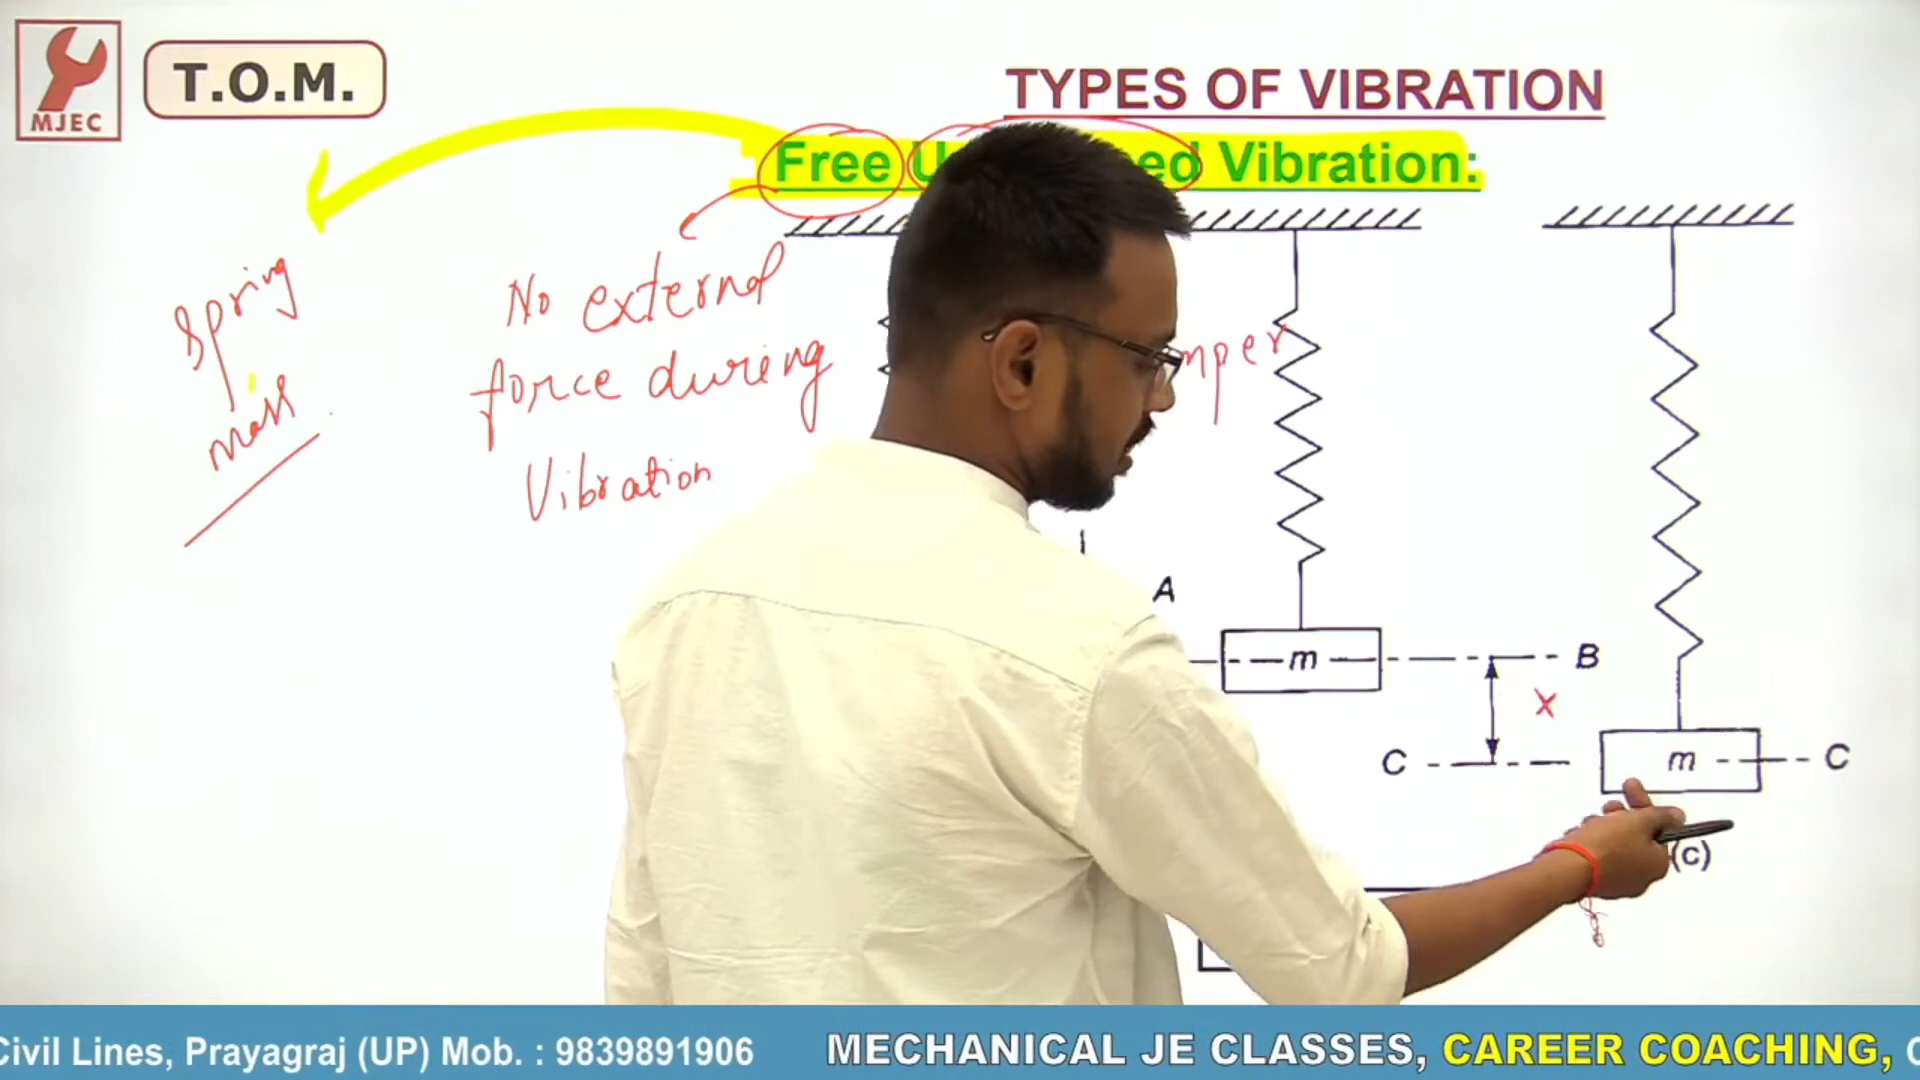 MJEC
T.O.M.
TYPES OF VIBRATION
Free Vibration:
Spring
mass
No external
force during
Vibration
A
m
B
x
C
m
C
(c)
Civil Lines, Prayagraj (UP) Mob. : 9839891906 MECHANICAL JE CLASSES, CAREER COACHING,